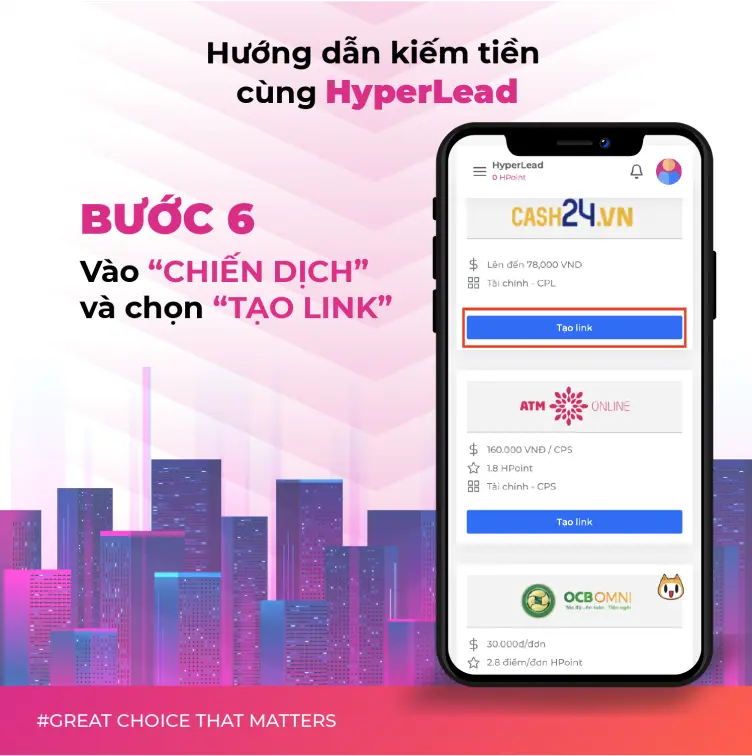 Hướng dẫn kiếm tiền
cùng HyperLead
BƯỚC 6
Vào “CHIẾN DỊCH”
và chọn “TẠO LINK”
HyperLead
0 HPoint
CASH24.VN
Lên đến 78,000 VND
Tài chính - CPL
Tạo link
ATM ONLINE
160.000 VNĐ / CPS
1.8 HPoint
Tài chính - CPS
Tạo link
OCB OMNI
30.000đ/đơn
2.8 điểm/đơn HPoint
#GREAT CHOICE THAT MATTERS